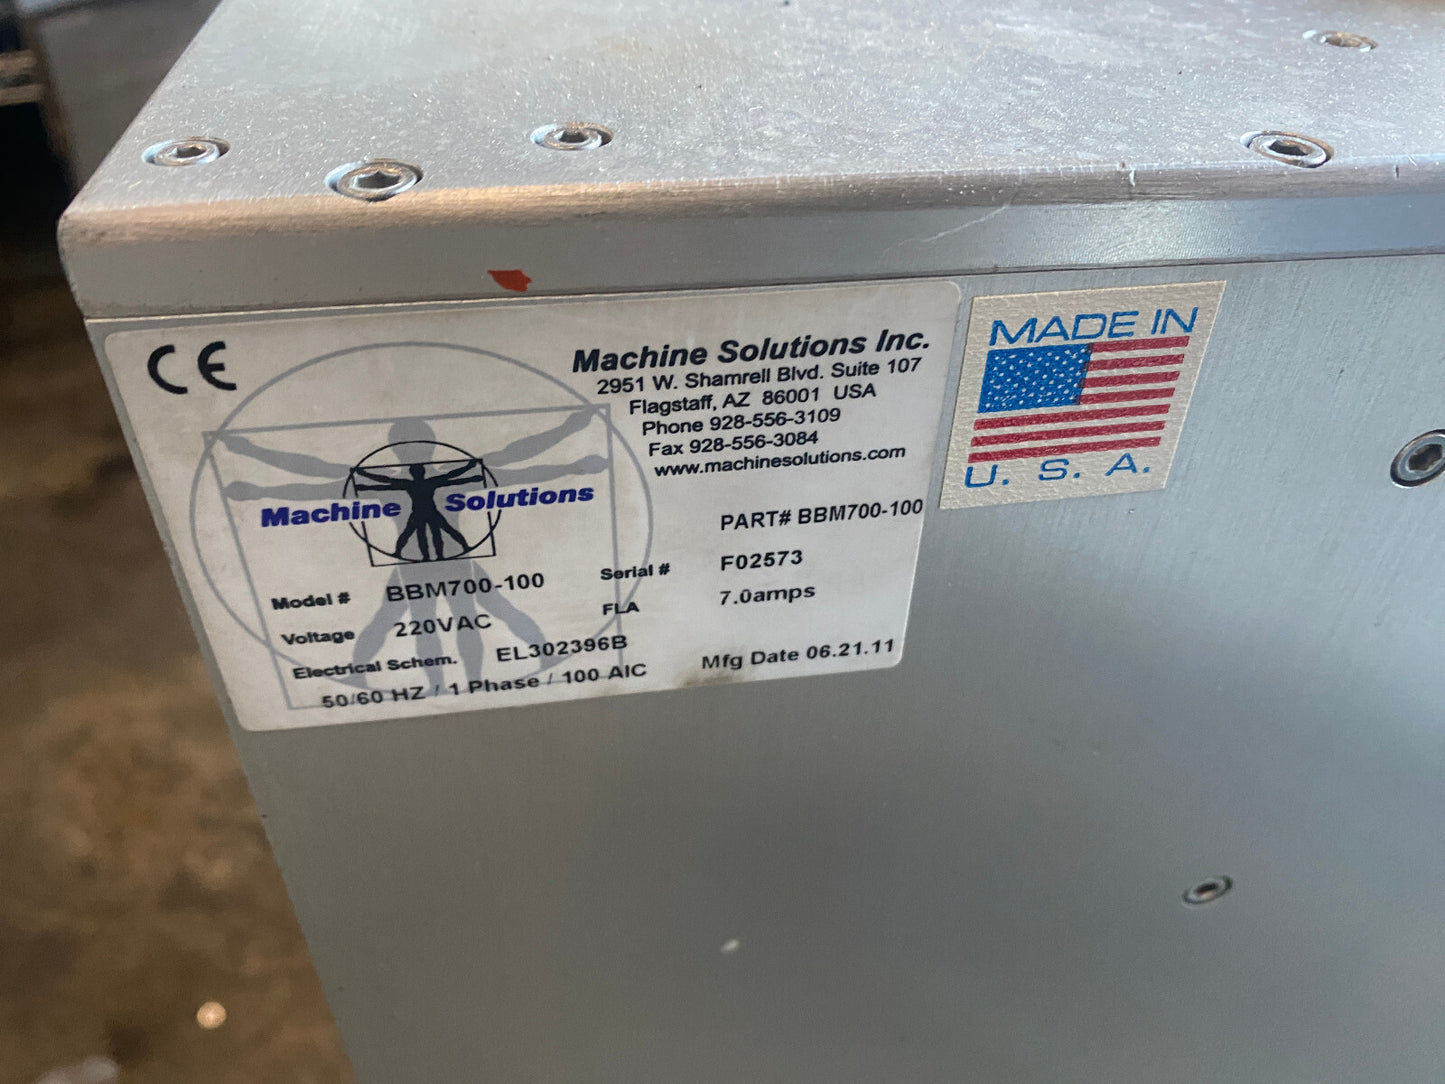 CE
Machine Solutions Inc.
2951 W. Shamrell Blvd. Suite 107
Flagstaff, AZ 86001 USA
Phone 928-556-3109
Fax 928-556-3084
www.machinesolutions.com
Machine Solutions
PART# BBM700-100
Model # BBM700-100 Serial # F02573
Voltage 220VAC FLA 7.0amps
Electrical Schem. EL302396B
50/60 HZ / 1 Phase / 100 AIC Mfg Date 06.21.11
MADE IN
U. S. A.